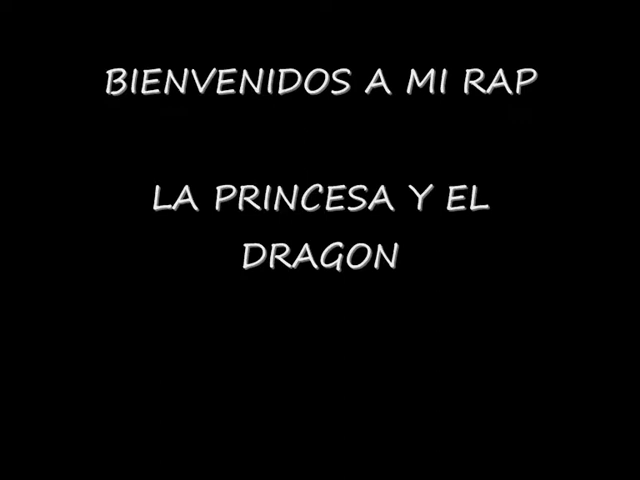 BIENVENIDOS A MI RAP
LA PRINCESA Y EL
DRAGON